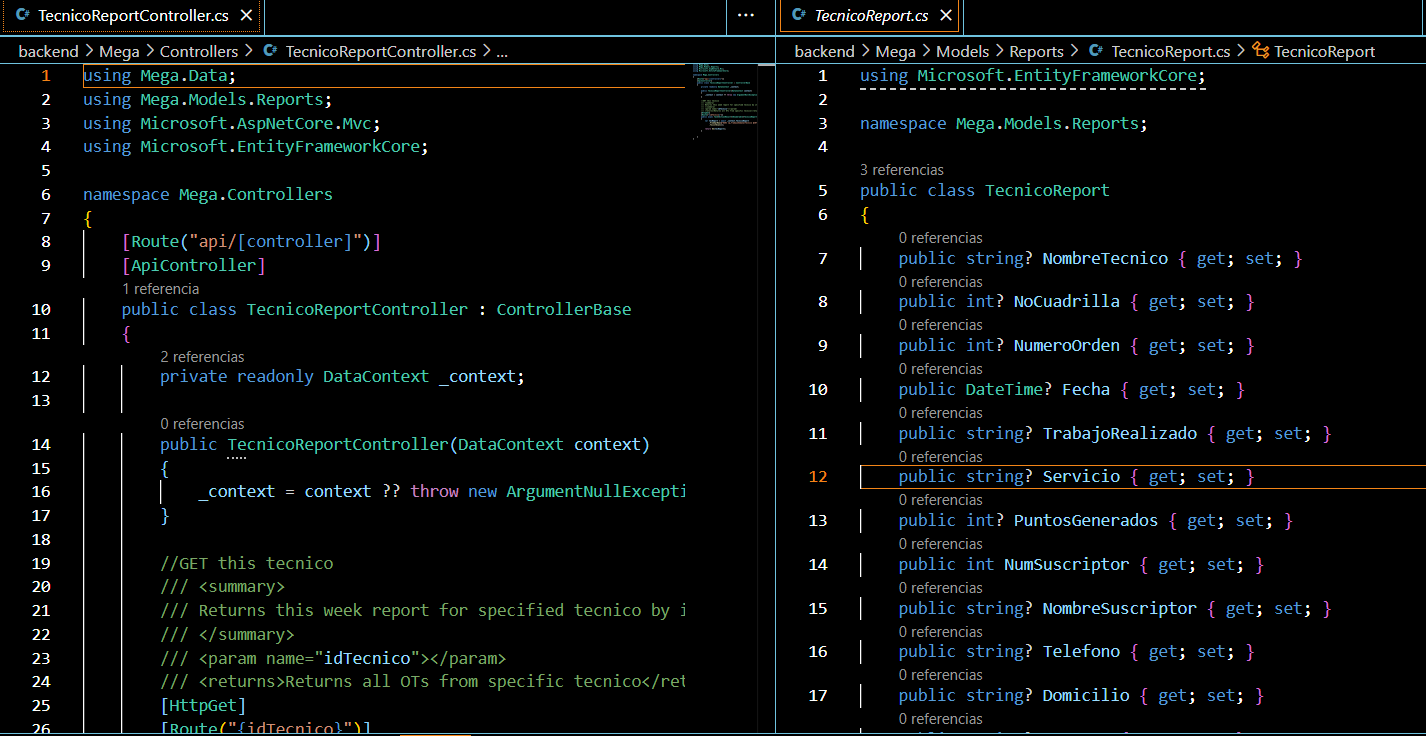 TecnicoReportController.cs
backend > Mega > Controllers > TecnicoReportController.cs > ...
1 using Mega.Data;
2 using Mega.Models.Reports;
3 using Microsoft.AspNetCore.Mvc;
4 using Microsoft.EntityFrameworkCore;
5
6 namespace Mega.Controllers
7 {
8 [Route("api/[controller]")]
9 [ApiController]
1 referencia
10 public class TecnicoReportController : ControllerBase
11 {
2 referencias
12 private readonly DataContext _context;
13
0 referencias
14 public TecnicoReportController(DataContext context)
15 {
16 _context = context ?? throw new ArgumentNullExcepti
17 }
18
19 //GET this tecnico
20 /// <summary>
21 /// Returns this week report for specified tecnico by i
22 /// </summary>
23 /// <param name="idTecnico"></param>
24 /// <returns>Returns all OTs from specific tecnico</ret
25 [HttpGet]
26 [Route("{idTecnico}")]
TecnicoReport.cs
backend > Mega > Models > Reports > TecnicoReport.cs > TecnicoReport
1 using Microsoft.EntityFrameworkCore;
2
3 namespace Mega.Models.Reports;
4
3 referencias
5 public class TecnicoReport
6 {
0 referencias
7 public string? NombreTecnico { get; set; }
0 referencias
8 public int? NoCuadrilla { get; set; }
0 referencias
9 public int? NumeroOrden { get; set; }
0 referencias
10 public DateTime? Fecha { get; set; }
0 referencias
11 public string? TrabajoRealizado { get; set; }
0 referencias
12 public string? Servicio { get; set; }
0 referencias
13 public int? PuntosGenerados { get; set; }
0 referencias
14 public int NumSuscriptor { get; set; }
0 referencias
15 public string? NombreSuscriptor { get; set; }
0 referencias
16 public string? Telefono { get; set; }
0 referencias
17 public string? Domicilio { get; set; }
0 referencias